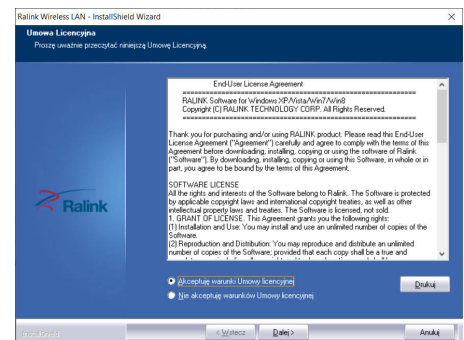 Ralink Wireless LAN - InstallShield Wizard
Umowa Licencyjna
Proszę uważnie przeczytać niniejszą Umowę Licencyjną.
End-User License Agreement
===============================================
RALINK Software for Windows XP/Vista/Win7/Win8
Copyright (C) RALINK TECHNOLOGY CORP. All Rights Reserved.
===============================================
Thank you for purchasing and/or using RALINK product. Please read this End-User
License Agreement ("Agreement") carefully and agree to comply with the terms of this
Agreement before downloading, installing, copying or using the software of Ralink
("Software"). By downloading, installing, copying or using this Software, in whole or in
part, you agree to be bound by the terms of this Agreement.
SOFTWARE LICENSE
All the rights and interests of the Software belong to Ralink. The Software is protected
by applicable copyright laws and international copyright treaties, as well as other
intellectual property laws and treaties. The Software is licensed, not sold.
1. GRANT OF LICENSE. This Agreement grants you the following rights:
(1) Installation and Use: You may install and use an unlimited number of copies of the
Software.
(2) Reproduction and Distribution: You may reproduce and distribute an unlimited
number of copies of the Software; provided that each copy shall be a true and
Ralink
Akceptuję warunki Umowy licencyjnej
Drukuj
Nie akceptuję warunków Umowy licencyjnej
InstallShield
< Wstecz
Dalej >
Anuluj